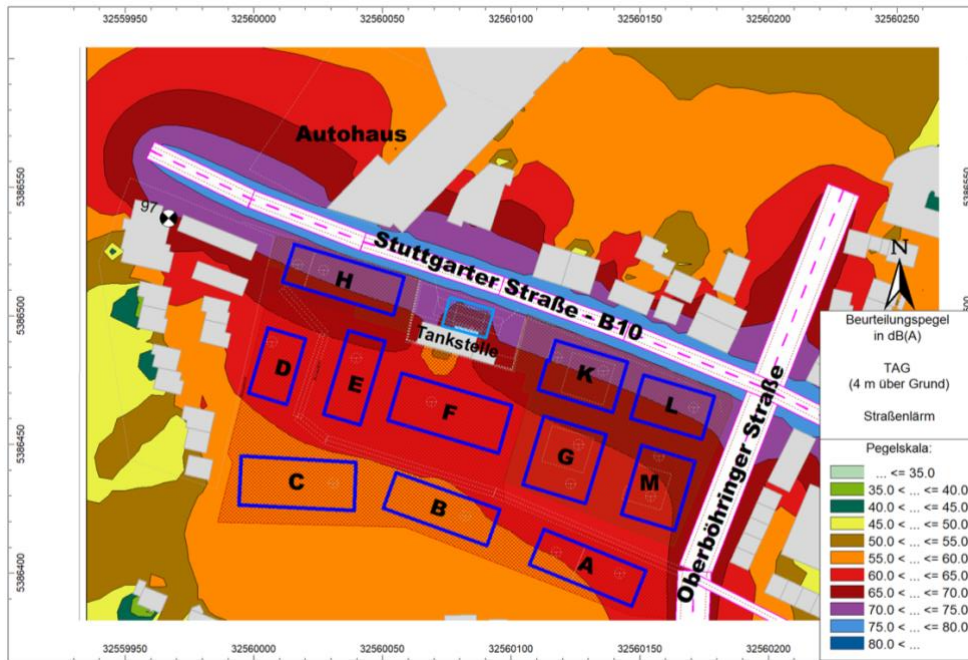 32559950 32560000 32560050 32560100 32560150 32560200 32560250
5386550
5386550
Autohaus
97
Stuttgarter Straße - B10
N
5386500
H
Tankstelle
K
D
E
L
F
5386450
G
C
M
B
Oberböhringer Straße
A
5386400
Beurteilungspegel
in dB(A)
TAG
(4 m über Grund)
Straßenlärm
Pegelskala:
... <= 35.0
35.0 < ... <= 40.0
40.0 < ... <= 45.0
45.0 < ... <= 50.0
50.0 < ... <= 55.0
55.0 < ... <= 60.0
60.0 < ... <= 65.0
65.0 < ... <= 70.0
70.0 < ... <= 75.0
75.0 < ... <= 80.0
80.0 < ...
32559950 32560000 32560050 32560100 32560150 32560200